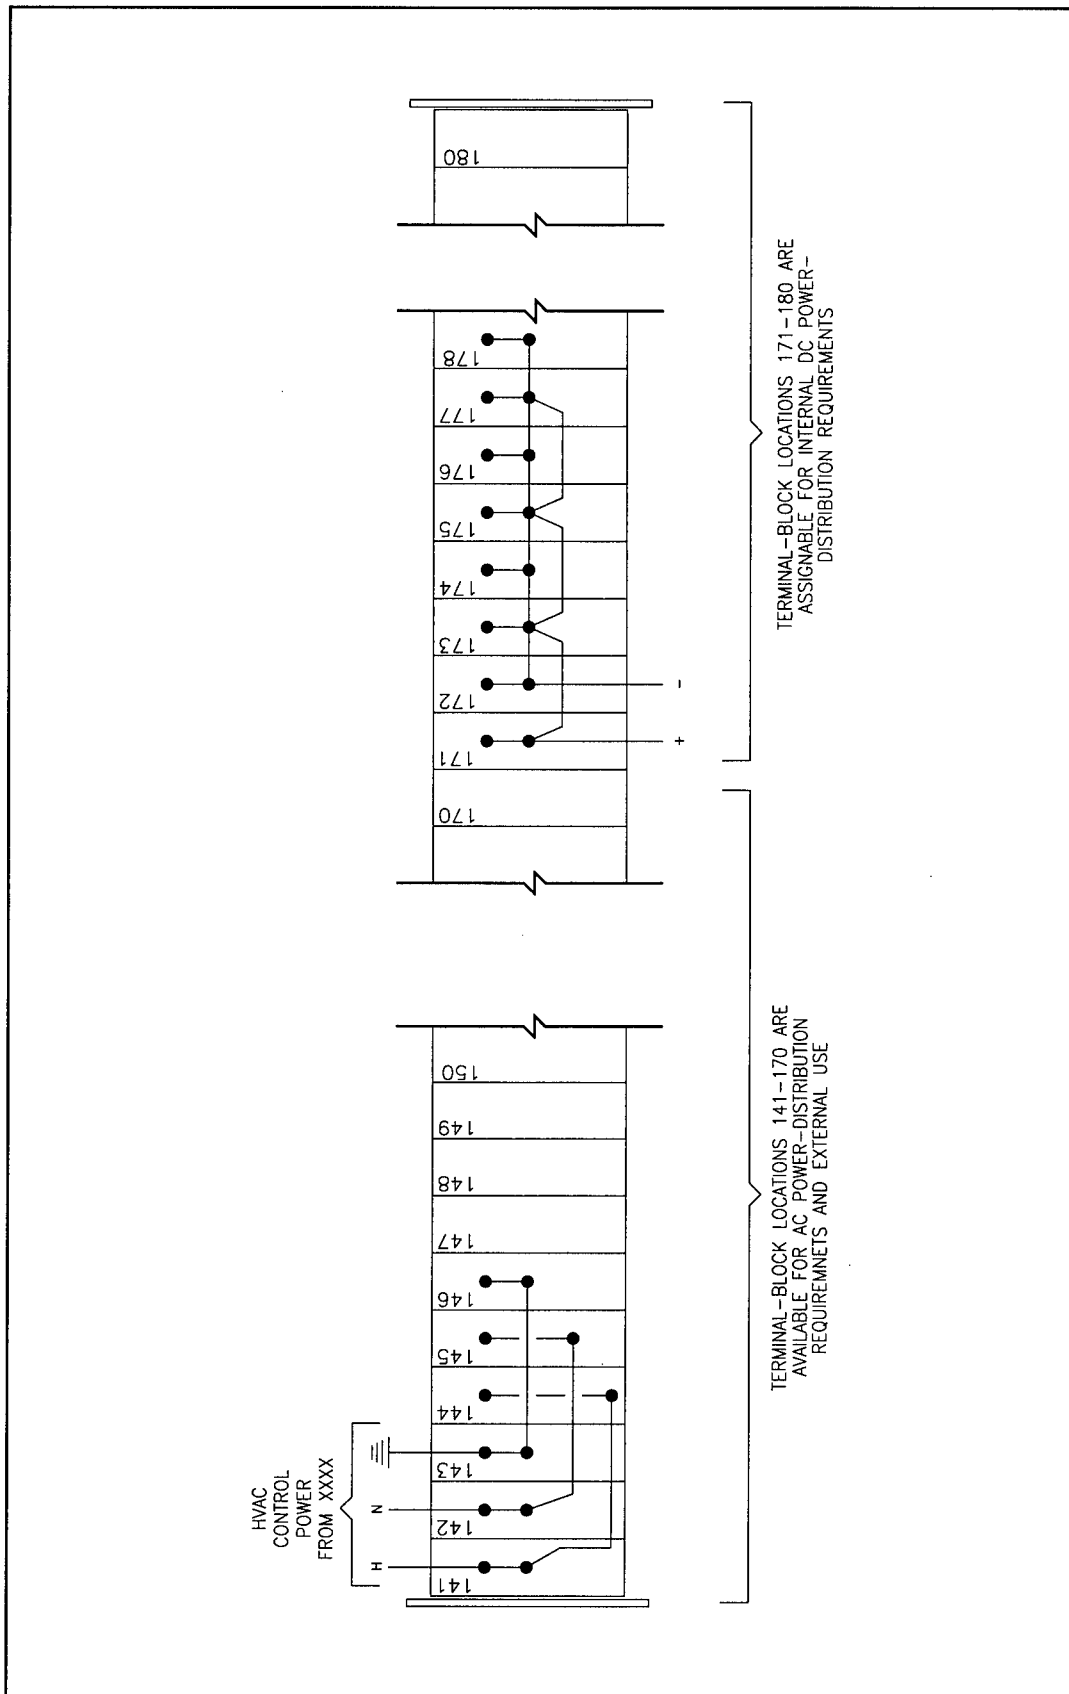 HVAC
CONTROL
POWER
FROM XXXX
H
N
141
142
143
144
145
146
147
148
149
150
170
171
172
173
174
175
176
177
178
180
+
-
TERMINAL-BLOCK LOCATIONS 141-170 ARE
AVAILABLE FOR AC POWER-DISTRIBUTION
REQUIREMNETS AND EXTERNAL USE
TERMINAL-BLOCK LOCATIONS 171-180 ARE
ASSIGNABLE FOR INTERNAL DC POWER-
DISTRIBUTION REQUIREMENTS